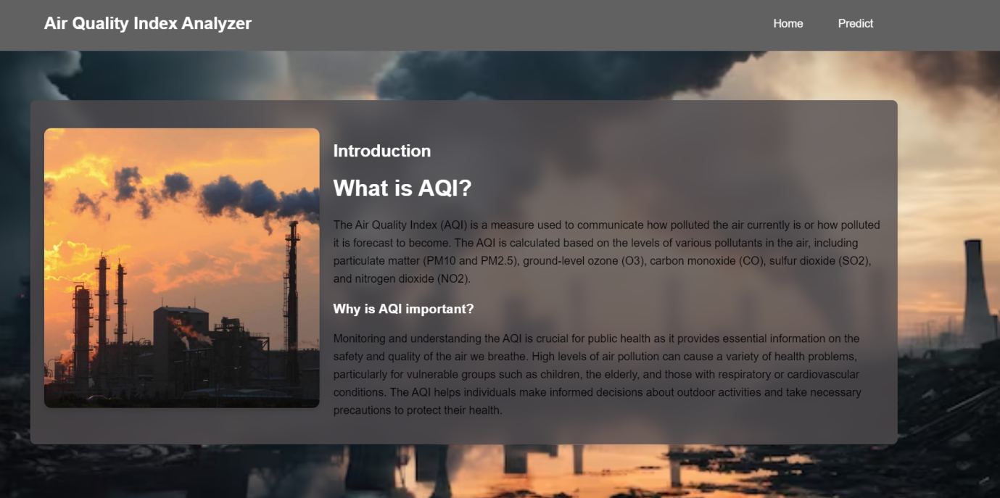 Air Quality Index Analyzer
Home
Predict
Introduction
What is AQI?
The Air Quality Index (AQI) is a measure used to communicate how polluted the air currently is or how polluted
it is forecast to become. The AQI is calculated based on the levels of various pollutants in the air, including
particulate matter (PM10 and PM2.5), ground-level ozone (O3), carbon monoxide (CO), sulfur dioxide (SO2),
and nitrogen dioxide (NO2).
Why is AQI important?
Monitoring and understanding the AQI is crucial for public health as it provides essential information on the
safety and quality of the air we breathe. High levels of air pollution can cause a variety of health problems,
particularly for vulnerable groups such as children, the elderly, and those with respiratory or cardiovascular
conditions. The AQI helps individuals make informed decisions about outdoor activities and take necessary
precautions to protect their health.